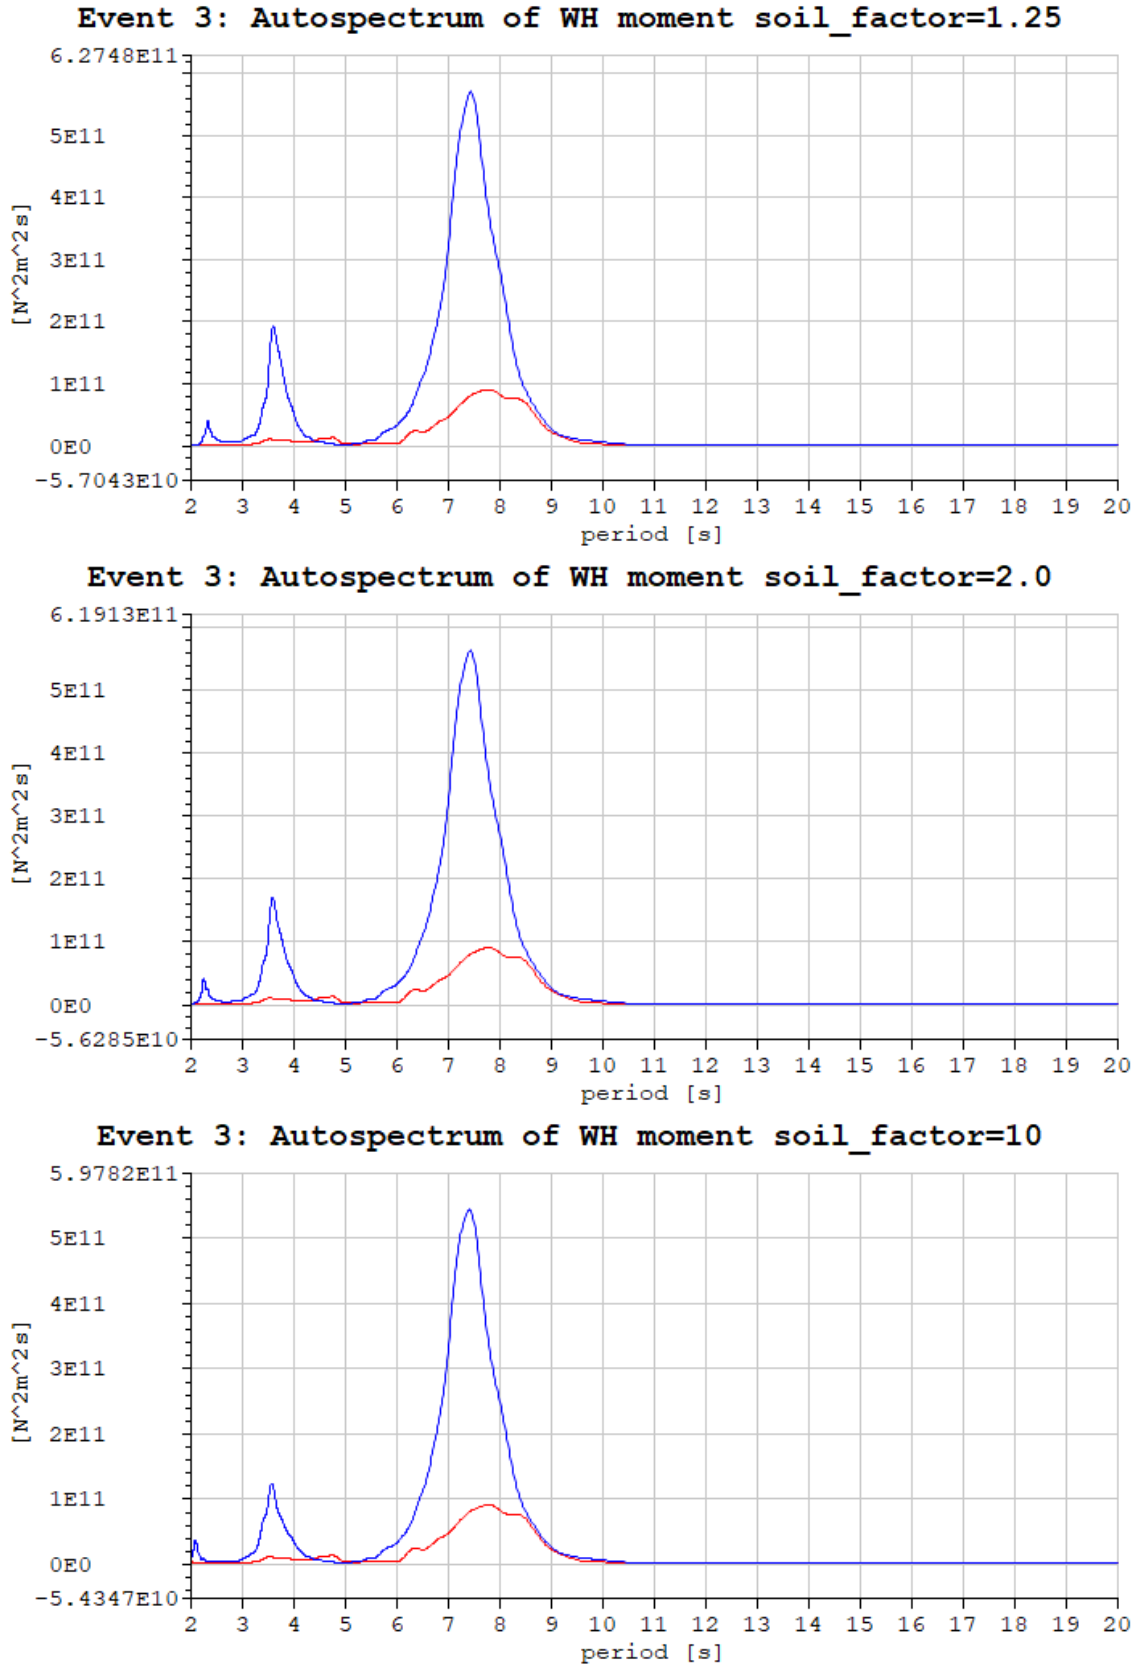 Event 3: Autospectrum of WH moment soil_factor=1.25
6.2748E11
5E11
4E11
3E11
2E11
1E11
0E0
-5.7043E10
[N^2m^2s]
2 3 4 5 6 7 8 9 10 11 12 13 14 15 16 17 18 19 20
period [s]
Event 3: Autospectrum of WH moment soil_factor=2.0
6.1913E11
5E11
4E11
3E11
2E11
1E11
0E0
-5.6285E10
[N^2m^2s]
2 3 4 5 6 7 8 9 10 11 12 13 14 15 16 17 18 19 20
period [s]
Event 3: Autospectrum of WH moment soil_factor=10
5.9782E11
5E11
4E11
3E11
2E11
1E11
0E0
-5.4347E10
[N^2m^2s]
2 3 4 5 6 7 8 9 10 11 12 13 14 15 16 17 18 19 20
period [s]